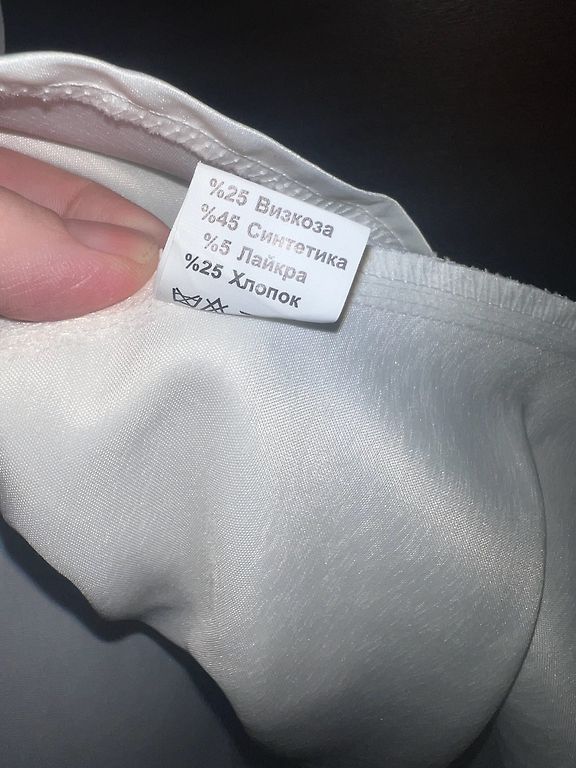 %25 Визкоза
%45 Синтетика
%5 Лайкра
%25 Хлопок